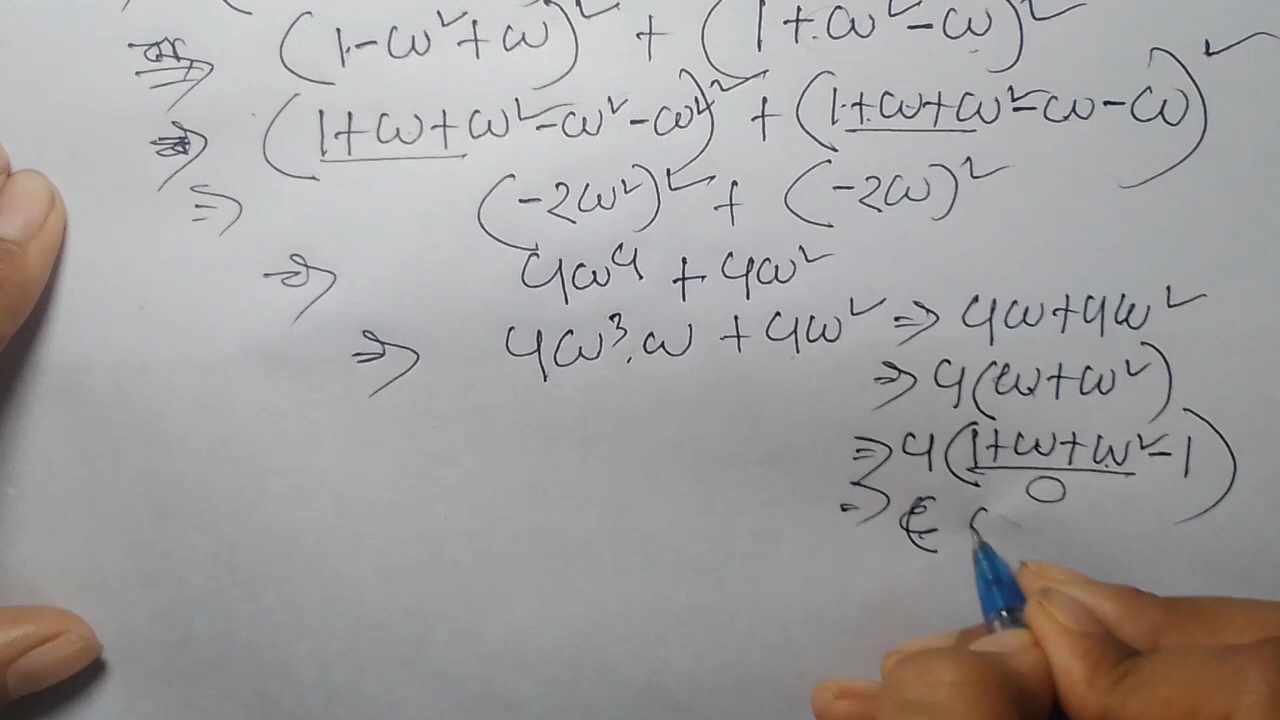 ⇒ (1-ω²+ω)² + (1+ω²-ω)²
⇒ (1+ω+ω²-ω²-ω²)² + (1+ω+ω²-ω-ω)²
⇒ (-2ω²)² + (-2ω)²
⇒ 4ω⁴ + 4ω²
⇒ 4ω³.ω + 4ω² ⇒ 4ω+4ω²
⇒ 4(ω+ω²)
⇒ 4(1+ω+ω²-1)
0
⇒